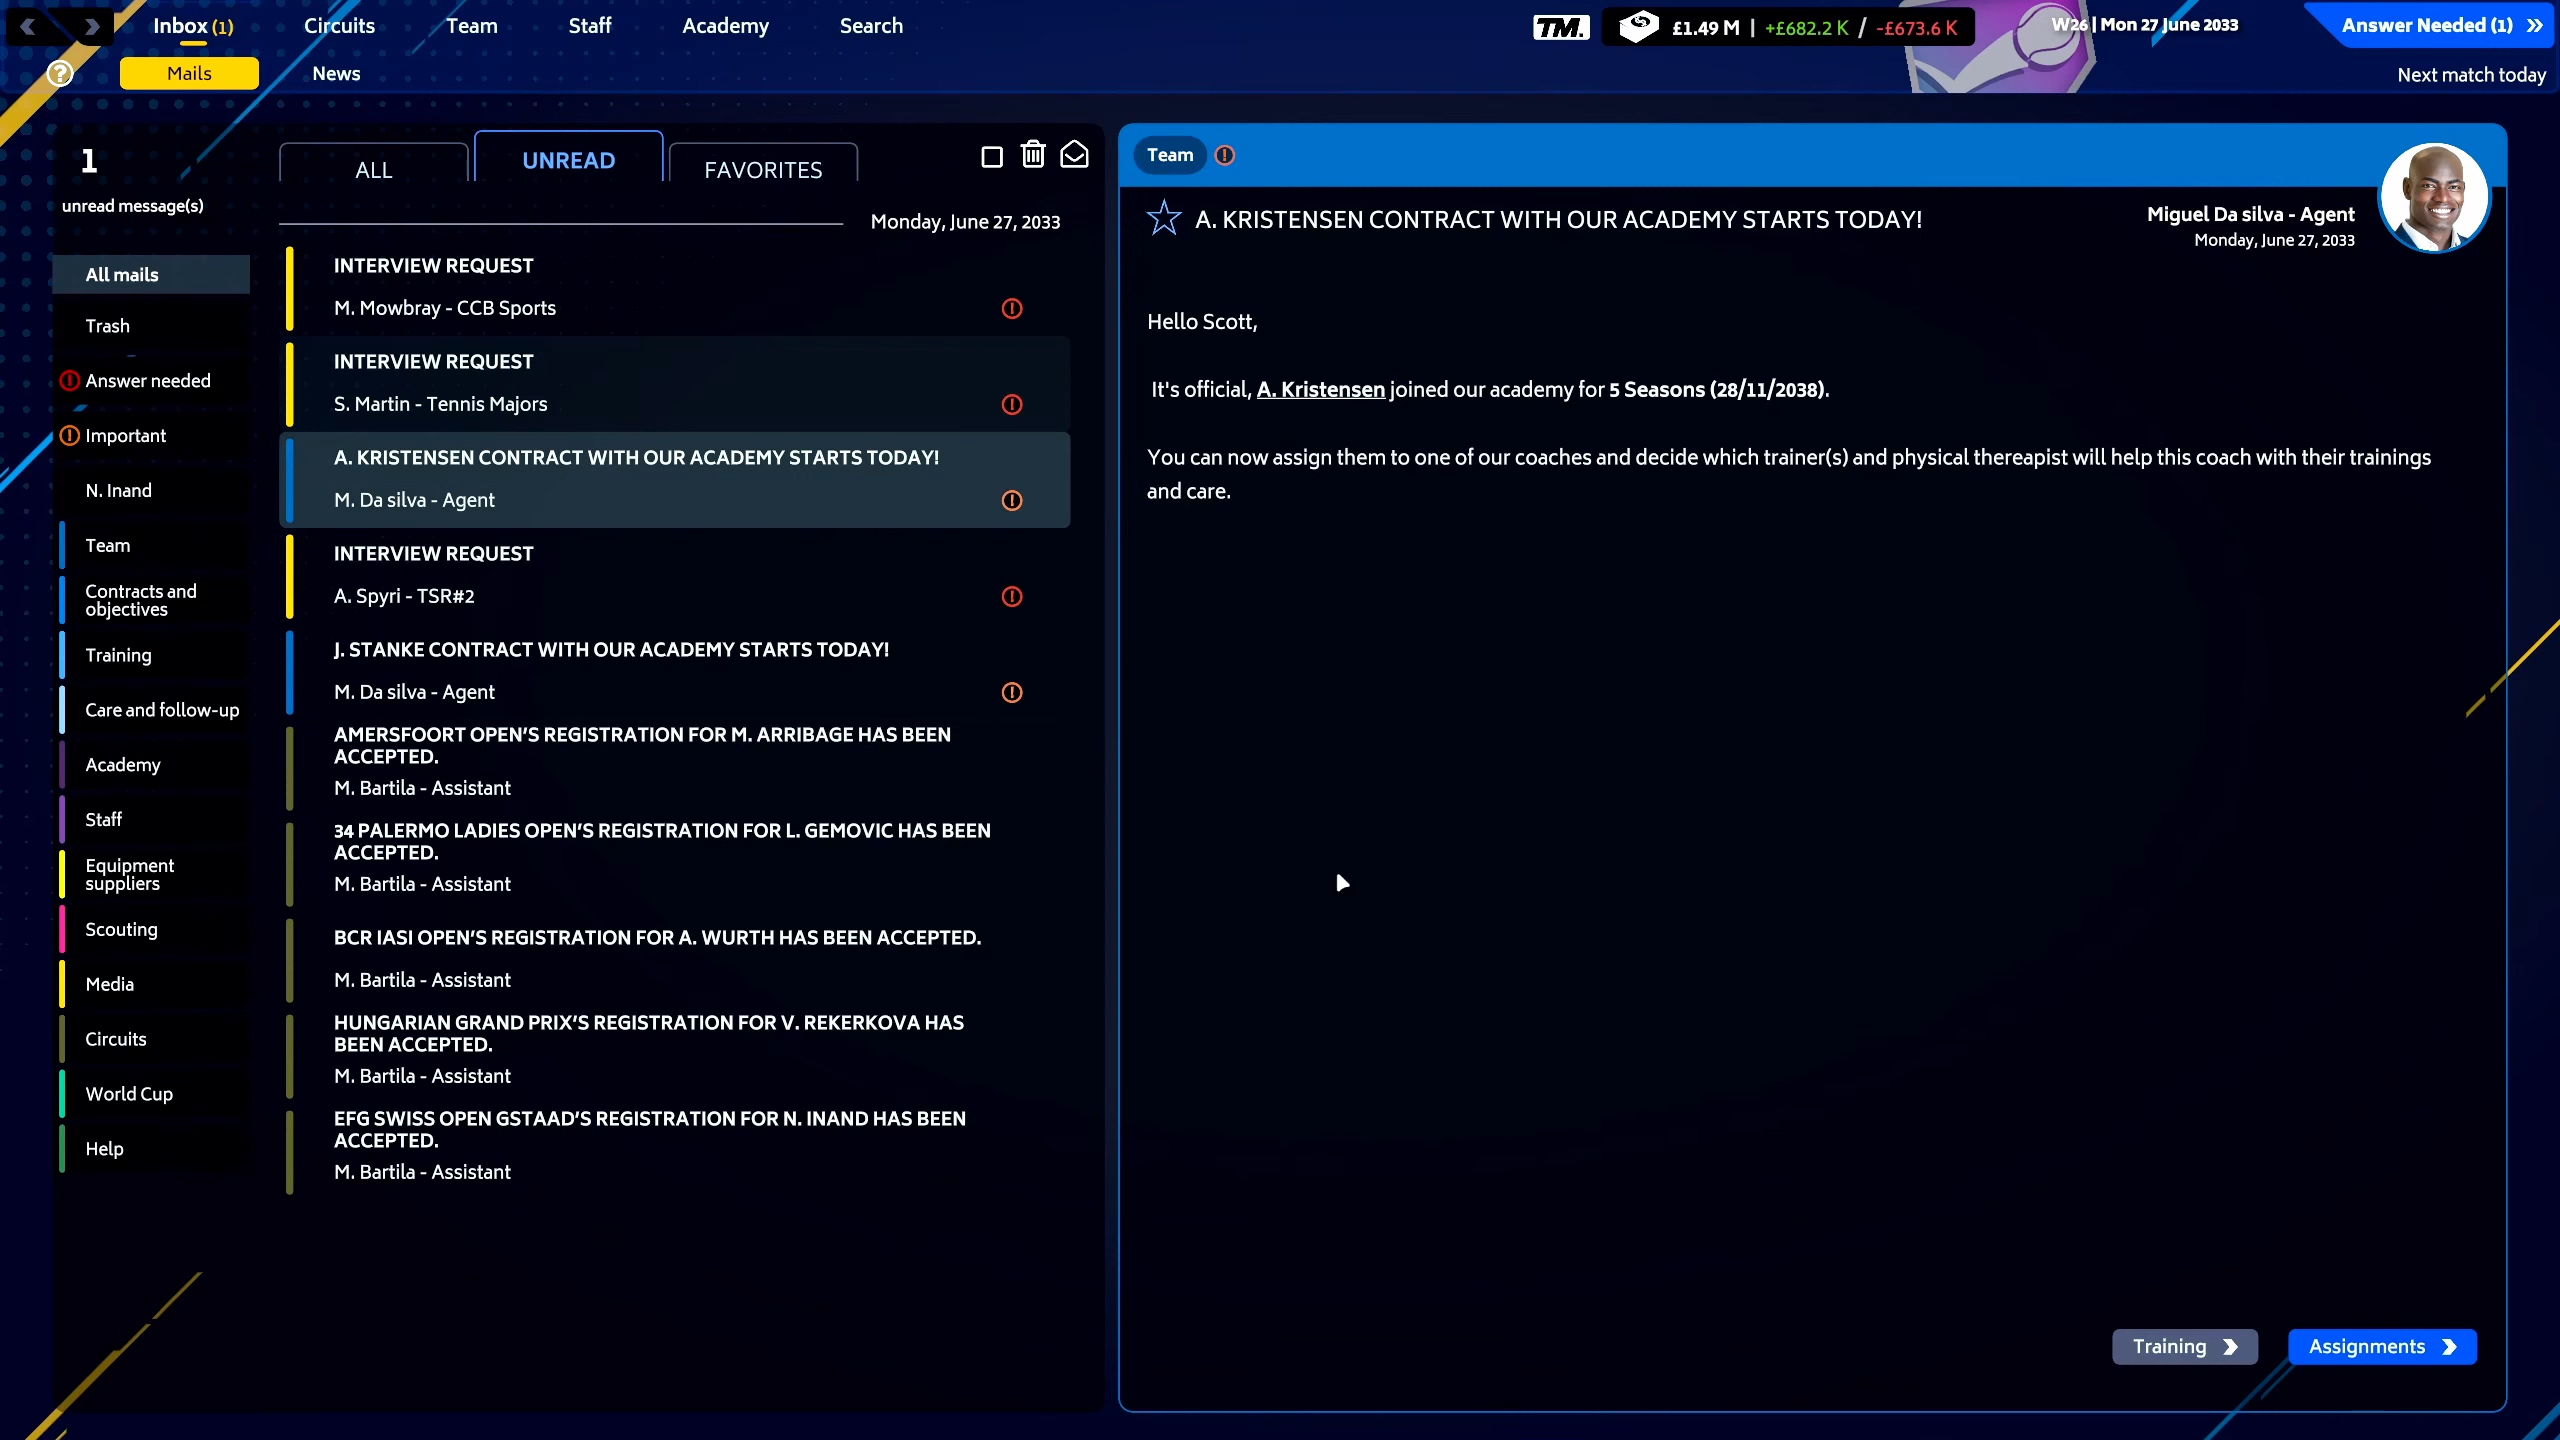 Inbox (1)
Circuits
Team
Staff
Academy
Search
TM.
£1.49 M | +£682.2 K / -£673.6 K
W26 | Mon 27 June 2033
Answer Needed (1)
Mails
News
Next match today
1
unread message(s)
All mails
Trash
Answer needed
Important
N. Inand
Team
Contracts and
objectives
Training
Care and follow-up
Academy
Staff
Equipment
suppliers
Scouting
Media
Circuits
World Cup
Help
ALL
UNREAD
FAVORITES
Monday, June 27, 2033
INTERVIEW REQUEST
M. Mowbray - CCB Sports
INTERVIEW REQUEST
S. Martin - Tennis Majors
A. KRISTENSEN CONTRACT WITH OUR ACADEMY STARTS TODAY!
M. Da silva - Agent
INTERVIEW REQUEST
A. Spyri - TSR#2
J. STANKE CONTRACT WITH OUR ACADEMY STARTS TODAY!
M. Da silva - Agent
AMERSFOORT OPEN'S REGISTRATION FOR M. ARRIBAGE HAS BEEN
ACCEPTED.
M. Bartila - Assistant
34 PALERMO LADIES OPEN'S REGISTRATION FOR L. GEMOVIC HAS BEEN
ACCEPTED.
M. Bartila - Assistant
BCR IASI OPEN'S REGISTRATION FOR A. WURTH HAS BEEN ACCEPTED.
M. Bartila - Assistant
HUNGARIAN GRAND PRIX'S REGISTRATION FOR V. REKERKOVA HAS
BEEN ACCEPTED.
M. Bartila - Assistant
EFG SWISS OPEN GSTAAD'S REGISTRATION FOR N. INAND HAS BEEN
ACCEPTED.
M. Bartila - Assistant
Team
A. KRISTENSEN CONTRACT WITH OUR ACADEMY STARTS TODAY!
Miguel Da silva - Agent
Monday, June 27, 2033
Hello Scott,
It's official, A. Kristensen joined our academy for 5 Seasons (28/11/2038).
You can now assign them to one of our coaches and decide which trainer(s) and physical thereapist will help this coach with their trainings
and care.
Training
Assignments